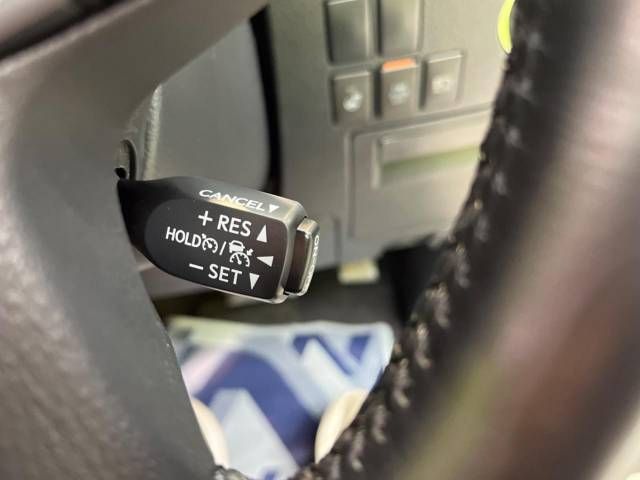 CANCEL▼
+ RES ▲
HOLD / ◀
− SET ▼